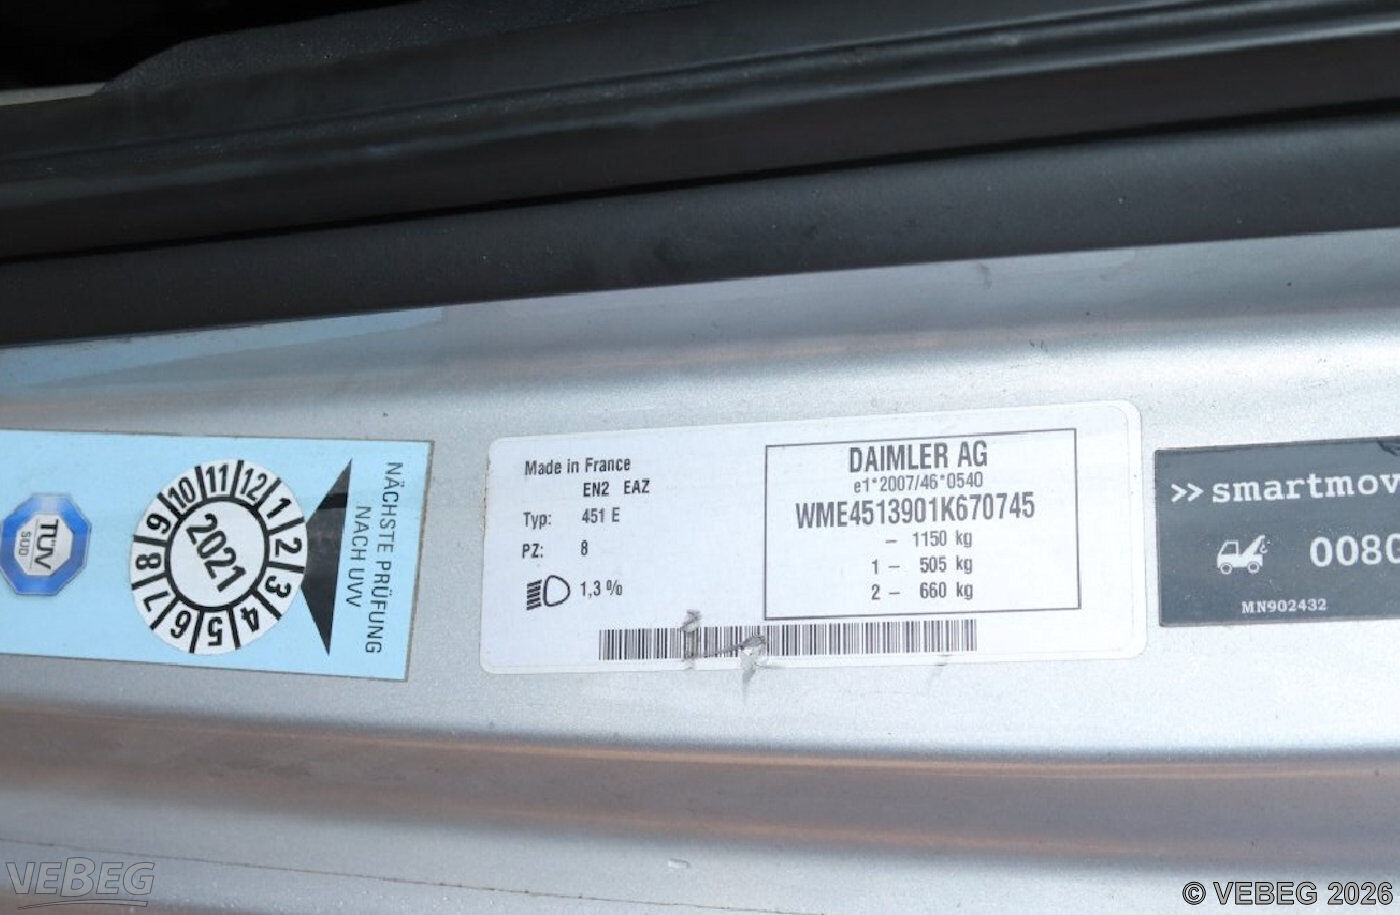 TÜV
SÜD
1 2 3 4 5 6 7 8 9 10 11 12
2021
NÄCHSTE PRÜFUNG
NACH UVV
Made in France
EN2 EAZ
Typ: 451 E
PZ: 8
1,3 %
DAIMLER AG
e1*2007/46*0540
WME4513901K670745
- 1150 kg
1 - 505 kg
2 - 660 kg
>> smartmov
0080
MN902432
VEBEG
© VEBEG 2026